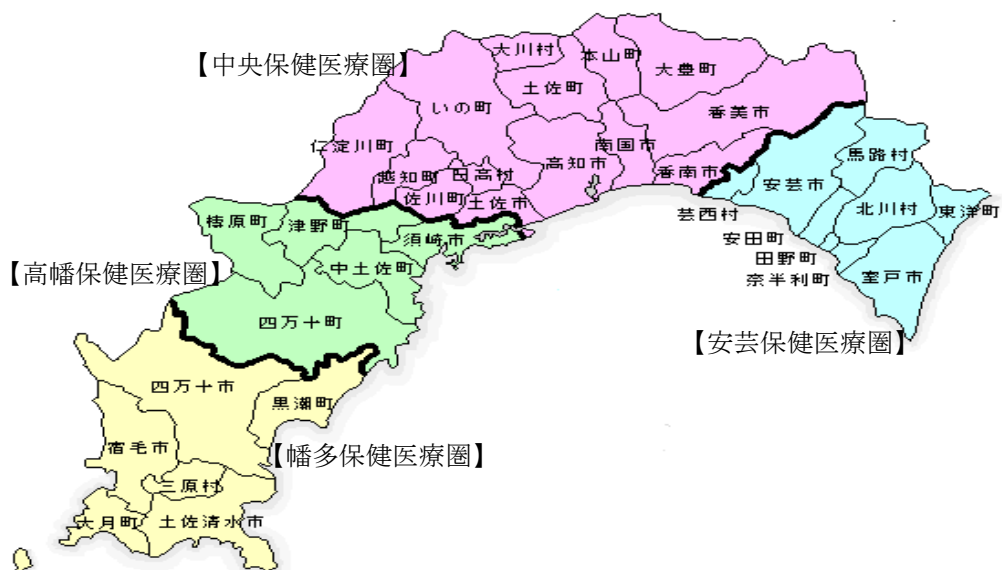 【中央保健医療圏】
大川村
本山町
大豊町
土佐町
いの町
香美市
仁淀川町
高知市
南国市
越知町
日高村
香南市
佐川町
土佐市
馬路村
安芸市
北川村
東洋町
芸西村
安田町
田野町
奈半利町
室戸市
【安芸保健医療圏】
梼原町
津野町
須崎市
中土佐町
【高幡保健医療圏】
四万十町
四万十市
黒潮町
宿毛市
【幡多保健医療圏】
三原村
大月町
土佐清水市